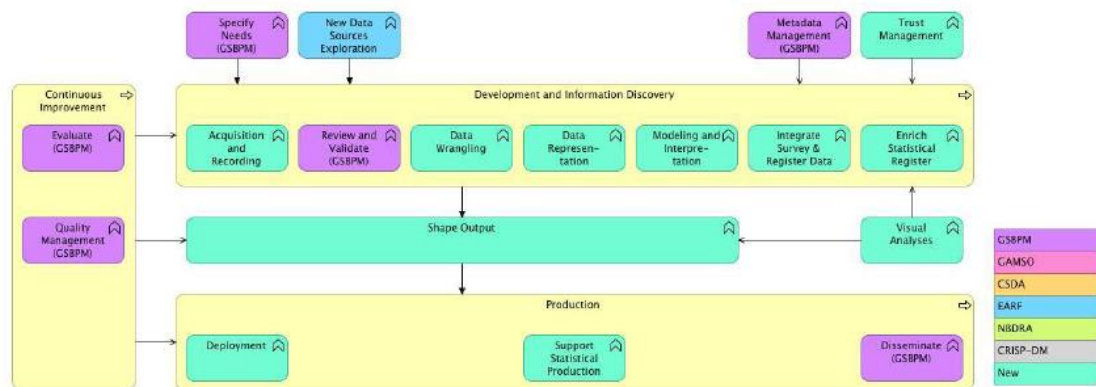 Specify
Needs
(GSBPM)
New Data
Sources
Exploration
Metadata
Management
(GSBPM)
Trust
Management
Continuous
Improvement
Evaluate
(GSBPM)
Quality
Management
(GSBPM)
Development and Information Discovery
Acquisition
and
Recording
Review and
Validate
(GSBPM)
Data
Wrangling
Data
Represen-
tation
Modeling and
Interpre-
tation
Integrate
Survey &
Register Data
Enrich
Statistical
Register
Shape Output
Visual
Analyses
Production
Deployment
Support
Statistical
Production
Disseminate
(GSBPM)
GSBPM
GAMSO
CSDA
EARF
NBDRA
CRISP-DM
New